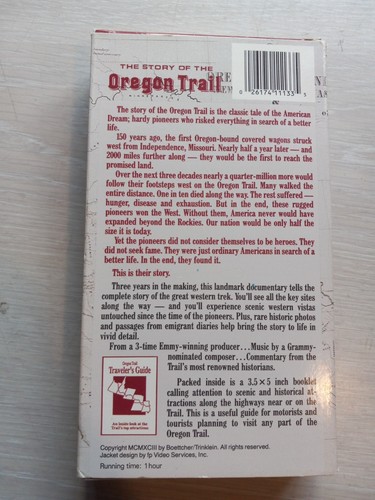 THE STORY OF THE
Oregon Trail
0 26174 11133 5
The story of the Oregon Trail is the classic tale of the American
Dream; hardy pioneers who risked everything in search of a better
life.
150 years ago, the first Oregon-bound covered wagons struck
west from Independence, Missouri. Nearly half a year later — and
2000 miles further along — they would be the first to reach the
promised land.
Over the next three decades nearly a quarter-million more would
follow their footsteps west on the Oregon Trail. Many walked the
entire distance. One in ten died along the way. The rest suffered —
hunger, disease and exhaustion. But in the end, these rugged
pioneers won the West. Without them, America never would have
expanded beyond the Rockies. Our nation would be only half the
size it is today.
Yet the pioneers did not consider themselves to be heroes. They
did not seek fame. They were just ordinary Americans in search of a
better life. In the end, they found it.
This is their story.
Three years in the making, this landmark documentary tells the
complete story of the great western trek. You'll see all the key sites
along the way — and you'll experience scenic western vistas
untouched since the time of the pioneers. Plus, rare historic photos
and passages from emigrant diaries help bring the story to life in
vivid detail.
From a 3-time Emmy-winning producer...Music by a Grammy-
nominated composer...Commentary from the
Trail's most renowned historians.
Oregon Trail
Traveler's Guide
An inside look at the
Trail's top attractions
Packed inside is a 3.5 × 5 inch booklet
calling attention to scenic and historical at-
tractions along the highways near or on the
Trail. This is a useful guide for motorists and
tourists planning to visit any part of the
Oregon Trail.
Copyright MCMXCIII by Boettcher/Trinklein. All rights reserved.
Jacket design by fp Video Services, Inc.
Running time: 1 hour